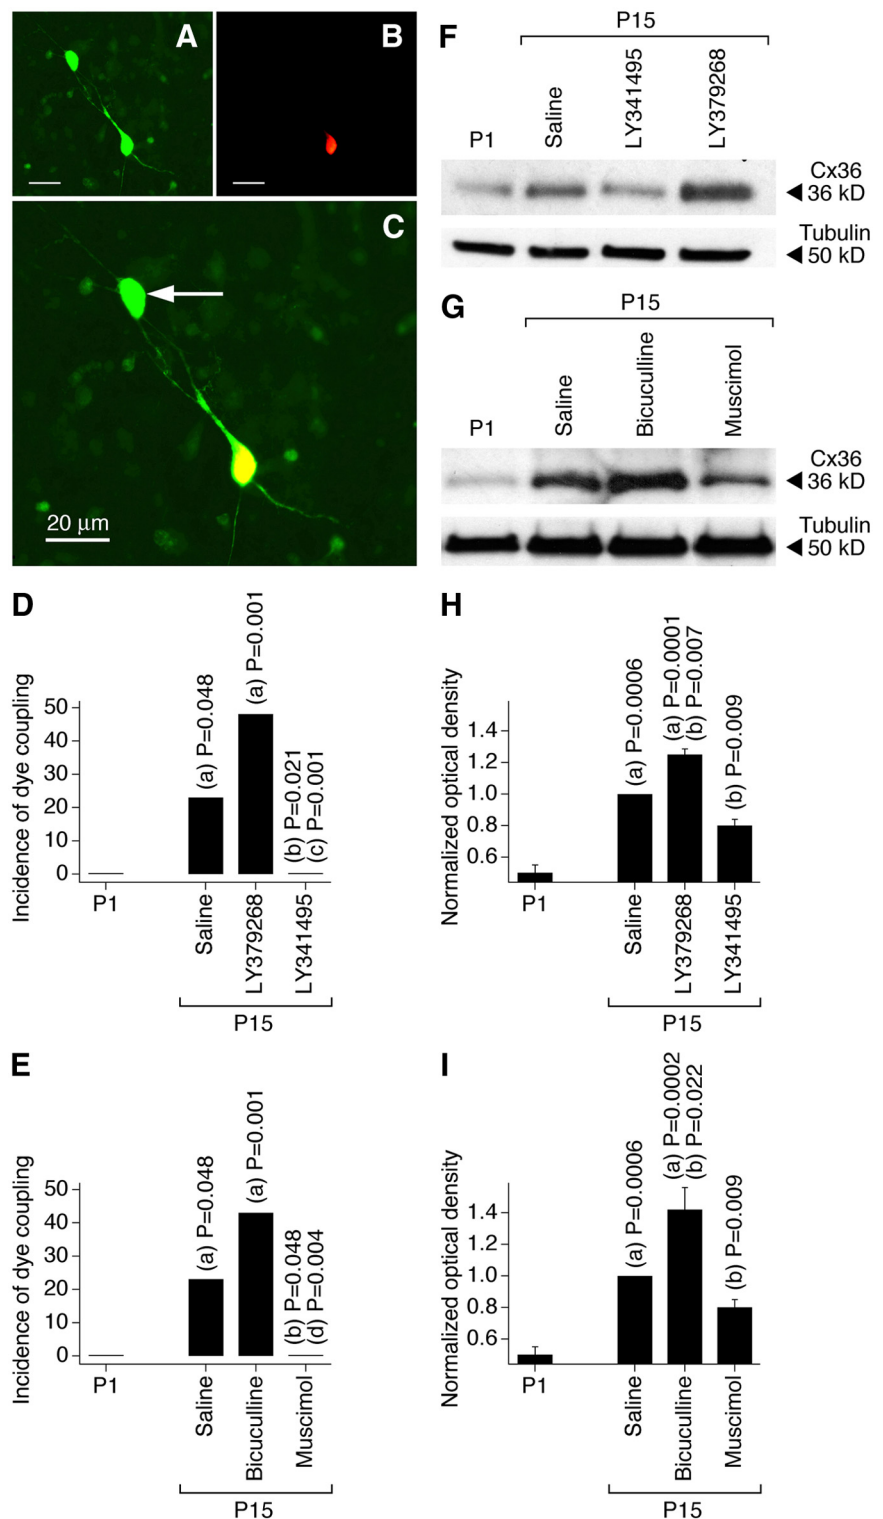 A
B
C
20 µm
F
P15
P1
Saline
LY341495
LY379268
Cx36
36 kD
Tubulin
50 kD
G
P15
P1
Saline
Bicuculline
Muscimol
Cx36
36 kD
Tubulin
50 kD
D
Incidence of dye coupling
50
40
30
20
10
0
(a) P=0.048
(a) P=0.001
(b) P=0.021
(c) P=0.001
P1
Saline
LY379268
LY341495
P15
H
Normalized optical density
1.4
1.2
1.0
0.8
0.6
(a) P=0.0006
(a) P=0.0001
(b) P=0.007
(b) P=0.009
P1
Saline
LY379268
LY341495
P15
E
Incidence of dye coupling
50
40
30
20
10
0
(a) P=0.048
(a) P=0.001
(b) P=0.048
(d) P=0.004
P1
Saline
Bicuculline
Muscimol
P15
I
Normalized optical density
1.4
1.2
1.0
0.8
0.6
(a) P=0.0006
(a) P=0.0002
(b) P=0.022
(b) P=0.009
P1
Saline
Bicuculline
Muscimol
P15